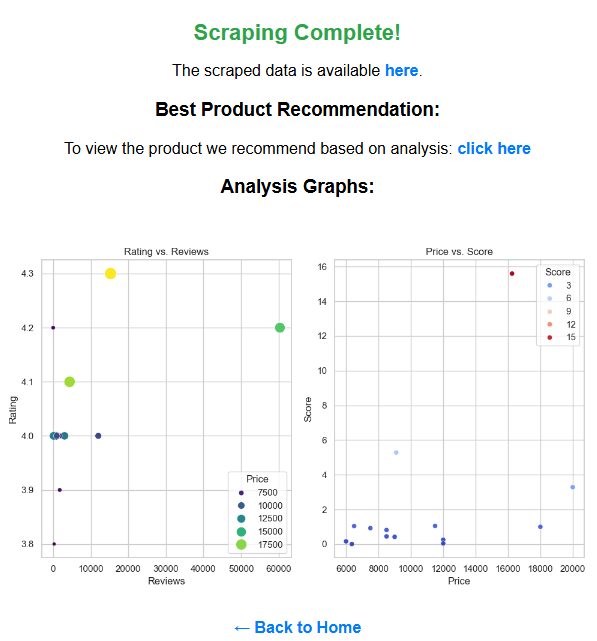 Scraping Complete!
The scraped data is available here.
Best Product Recommendation:
To view the product we recommend based on analysis: click here
Analysis Graphs:
Rating vs. Reviews
4.3
4.2
4.1
4.0
3.9
3.8
Rating
Price
7500
10000
12500
15000
17500
0 10000 20000 30000 40000 50000 60000
Reviews
Price vs. Score
16
14
12
10
8
6
4
2
0
Score
Score
3
6
9
12
15
6000 8000 10000 12000 14000 16000 18000 20000
Price
← Back to Home